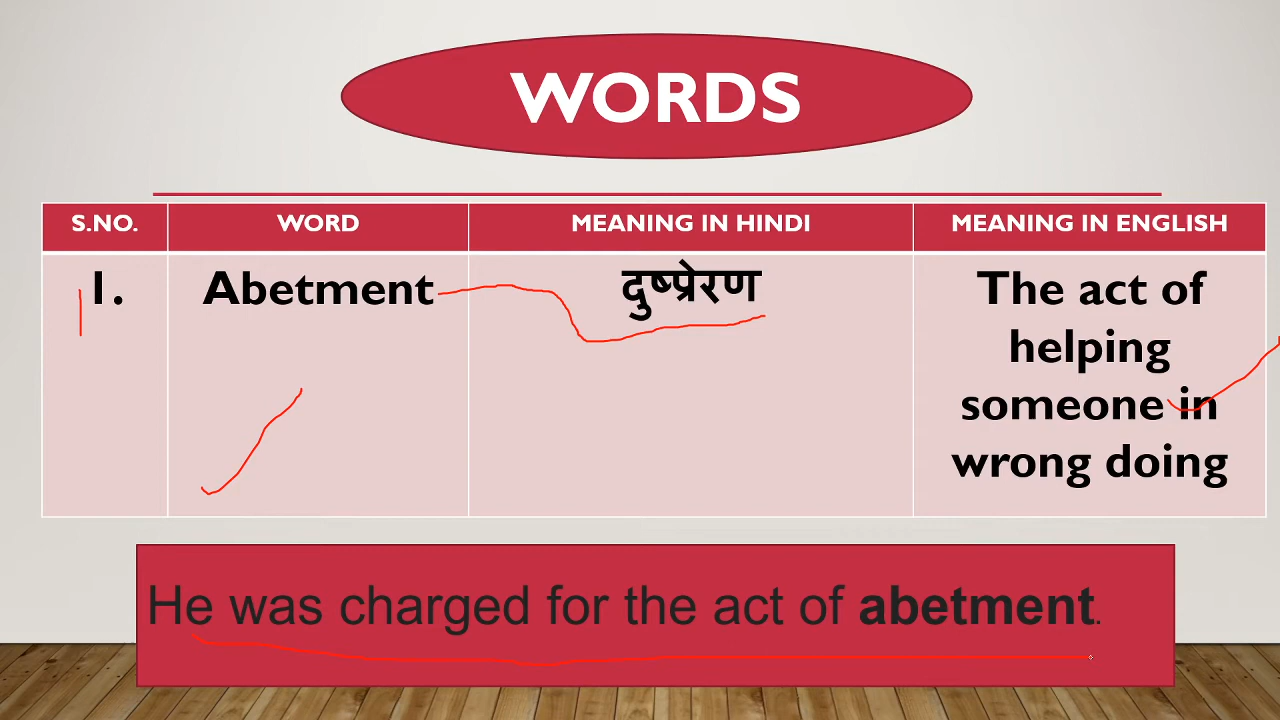 WORDS
S.NO. WORD MEANING IN HINDI MEANING IN ENGLISH
1. Abetment दुष्प्रेरण The act of
helping
someone in
wrong doing
He was charged for the act of abetment.